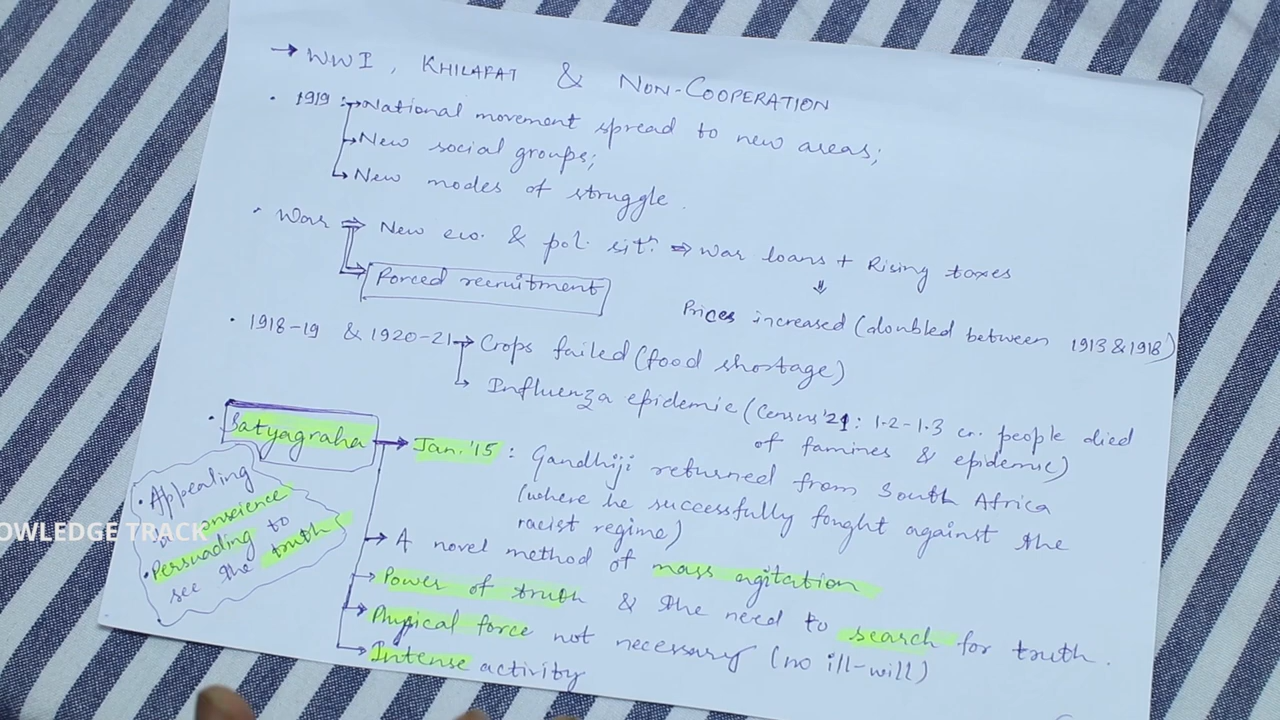 → WWI, KHILAFAT & NON-COOPERATION
• 1919 : → National movement spread to new areas;
→ New social groups;
→ New modes of struggle.
• War ⇒ New eco. & pol. sitⁿ. ⇒ War loans + Rising taxes
⇓
Forced recruitment
Prices increased (doubled between 1913 & 1918)
• 1918-19 & 1920-21 → Crops failed (food shortage)
→ Influenza epidemic (Census '21: 1.2-1.3 cr. people died
of famines & epidemic)
• Satyagraha → Jan. '15 : Gandhiji returned from South Africa
(where he successfully fought against the
racist regime)
→ A novel method of mass agitation
→ Power of truth & the need to search for truth.
→ Physical force not necessary (no ill-will)
→ Intense activity
• Appealing
conscience
• Persuading to
see the truth
OWLEDGE TRACK